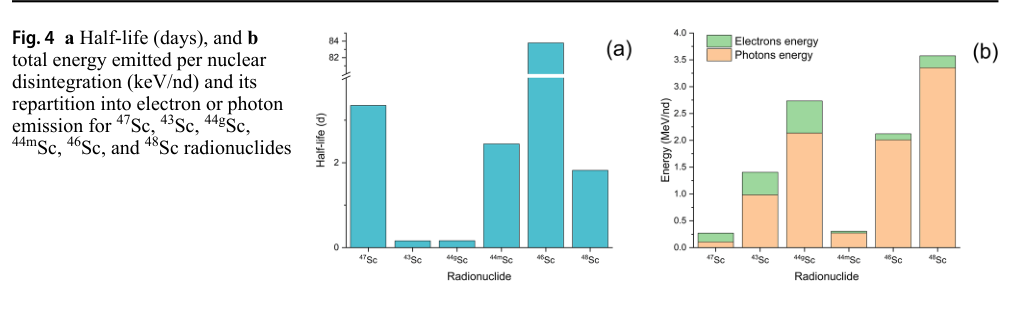 Fig. 4 a Half-life (days), and b
total energy emitted per nuclear
disintegration (keV/nd) and its
repartition into electron or photon
emission for ⁴⁷Sc, ⁴³Sc, ⁴⁴ᵍSc,
⁴⁴ᵐSc, ⁴⁶Sc, and ⁴⁸Sc radionuclides
(a)
84
82
2
0
Half-life (d)
⁴⁷Sc ⁴³Sc ⁴⁴ᵍSc ⁴⁴ᵐSc ⁴⁶Sc ⁴⁸Sc
Radionuclide
(b)
Electrons energy
Photons energy
4.0
3.5
3.0
2.5
2.0
1.5
1.0
0.5
0.0
Energy (MeV/nd)
⁴⁷Sc ⁴³Sc ⁴⁴ᵍSc ⁴⁴ᵐSc ⁴⁶Sc ⁴⁸Sc
Radionuclide